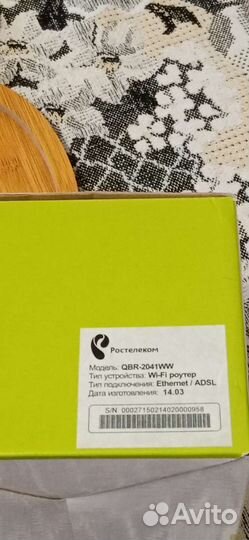 Ростелеком
Модель: QBR-2041WW
Тип устройства: Wi-Fi роутер
Тип подключения: Ethernet / ADSL
Дата изготовления: 14.03
S/N 00027150214020000958
Avito